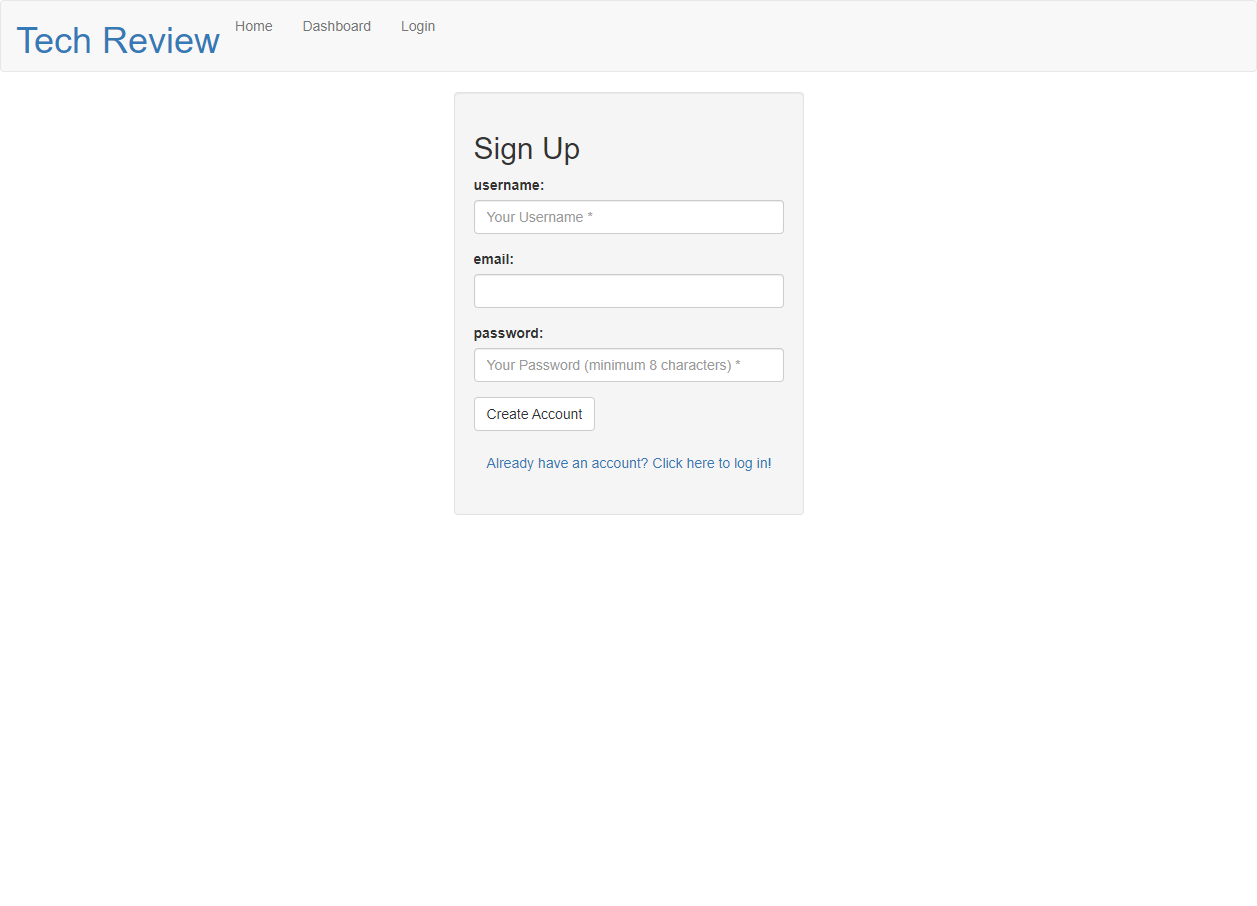 Tech Review
Home
Dashboard
Login
Sign Up
username:
Your Username *
email:
password:
Your Password (minimum 8 characters) *
Create Account
Already have an account? Click here to log in!